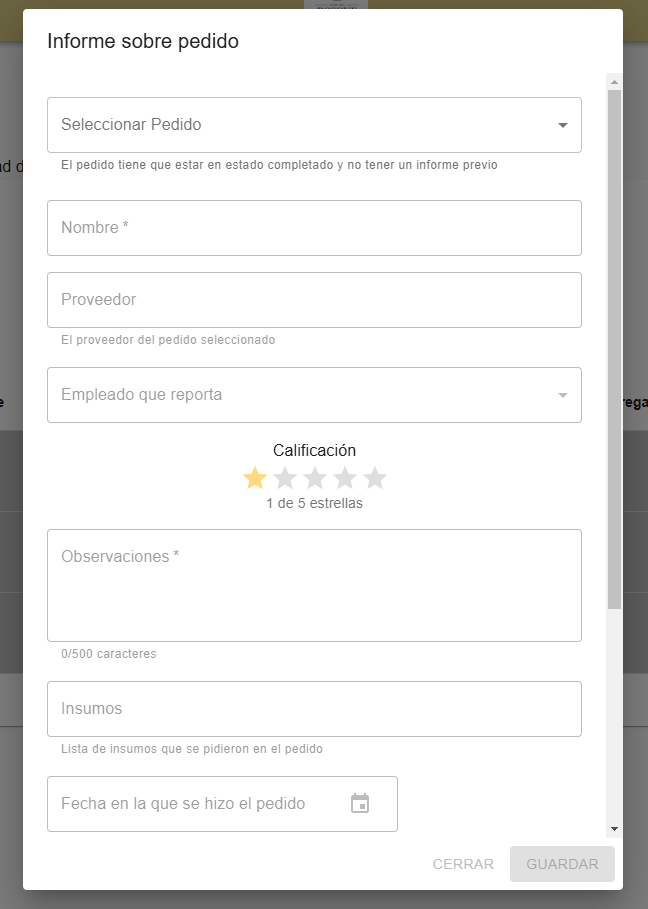 Informe sobre pedido
Seleccionar Pedido
El pedido tiene que estar en estado completado y no tener un informe previo
Nombre *
Proveedor
El proveedor del pedido seleccionado
Empleado que reporta
Calificación
1 de 5 estrellas
Observaciones *
0/500 caracteres
Insumos
Lista de insumos que se pidieron en el pedido
Fecha en la que se hizo el pedido
CERRAR GUARDAR